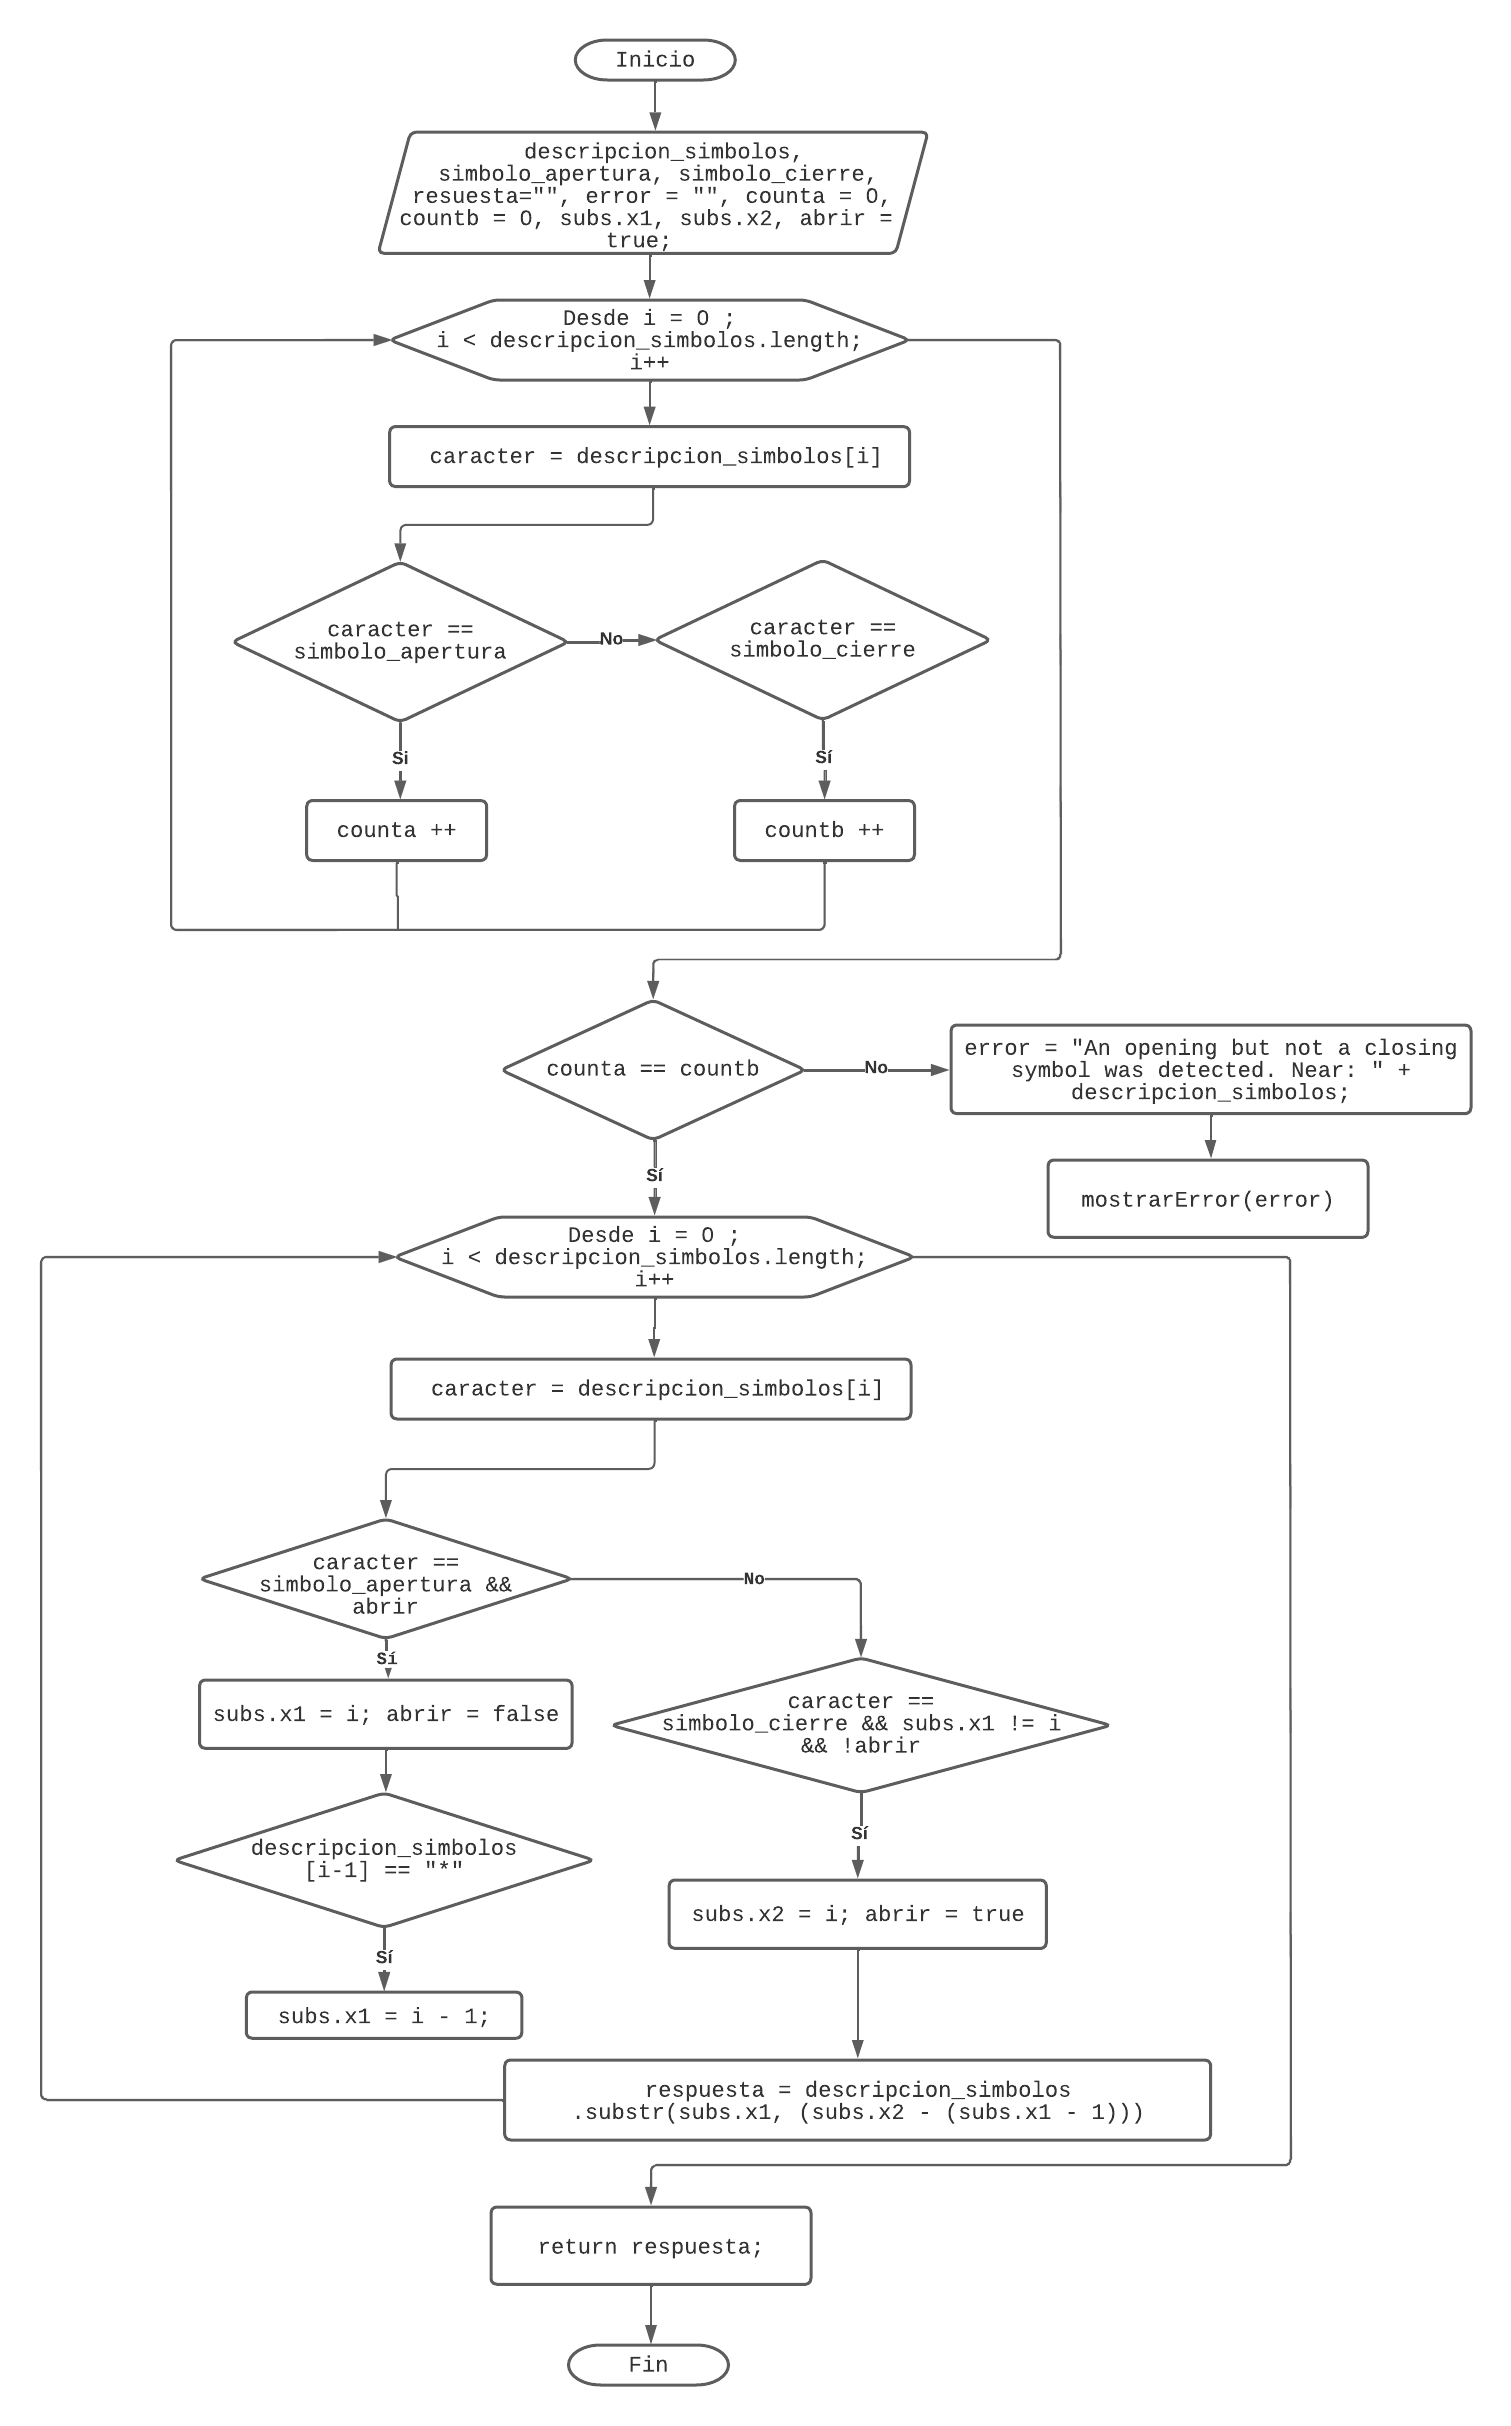 Inicio
descripcion_simbolos,
simbolo_apertura, simbolo_cierre,
resuesta="", error = "", counta = 0,
countb = 0, subs.x1, subs.x2, abrir =
true;
Desde i = 0 ;
i < descripcion_simbolos.length;
i++
caracter = descripcion_simbolos[i]
caracter ==
simbolo_apertura
No
caracter ==
simbolo_cierre
Si
Sí
counta ++
countb ++
counta == countb
No
error = "An opening but not a closing
symbol was detected. Near: " +
descripcion_simbolos;
mostrarError(error)
Sí
Desde i = 0 ;
i < descripcion_simbolos.length;
i++
caracter = descripcion_simbolos[i]
caracter ==
simbolo_apertura &&
abrir
No
Sí
subs.x1 = i; abrir = false
caracter ==
simbolo_cierre && subs.x1 != i
&& !abrir
descripcion_simbolos
[i-1] == "*"
Sí
subs.x2 = i; abrir = true
Sí
subs.x1 = i - 1;
respuesta = descripcion_simbolos
.substr(subs.x1, (subs.x2 - (subs.x1 - 1)))
return respuesta;
Fin